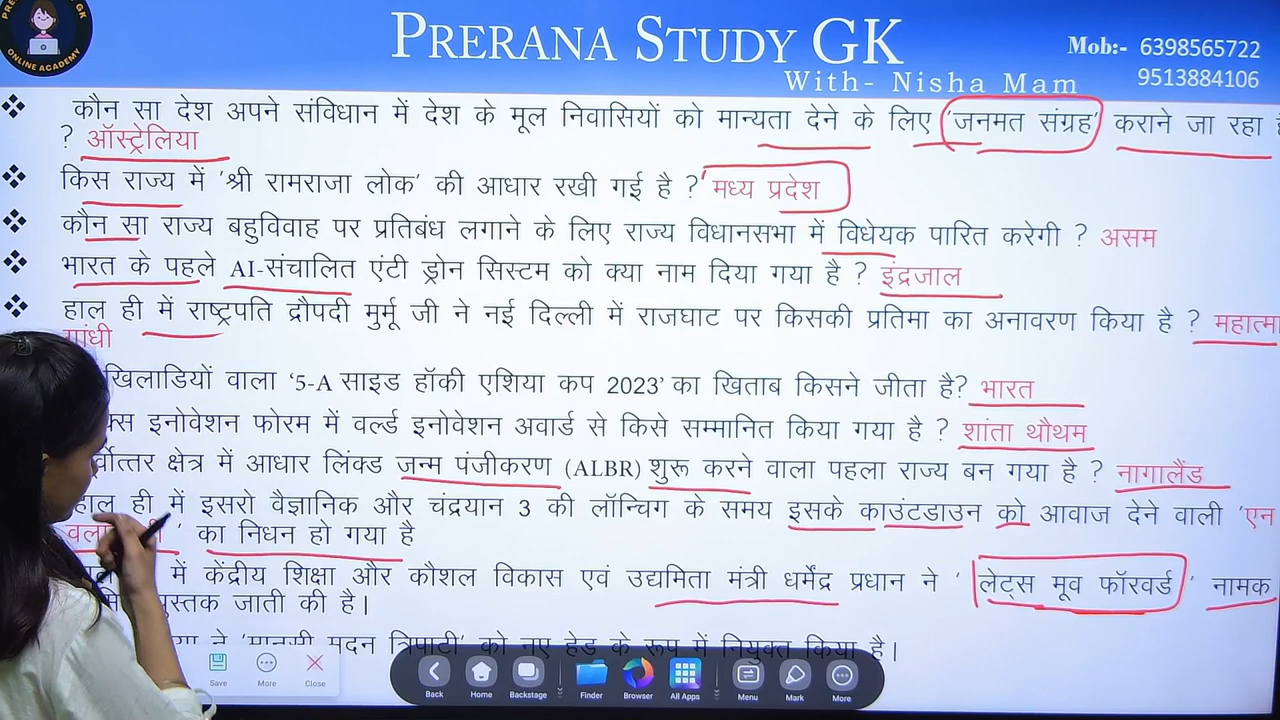 ONLINE ACADEMY
PRERANA STUDY GK
With- Nisha Mam
Mob:- 6398565722
9513884106
कौन सा देश अपने संविधान में देश के मूल निवासियों को मान्यता देने के लिए 'जनमत संग्रह' कराने जा रहा
? ऑस्ट्रेलिया
किस राज्य में 'श्री रामराजा लोक' की आधार रखी गई है ? मध्य प्रदेश
कौन सा राज्य बहुविवाह पर प्रतिबंध लगाने के लिए राज्य विधानसभा में विधेयक पारित करेगी ? असम
भारत के पहले AI-संचालित एंटी ड्रोन सिस्टम को क्या नाम दिया गया है ? इंद्रजाल
हाल ही में राष्ट्रपति द्रौपदी मुर्मू जी ने नई दिल्ली में राजघाट पर किसकी प्रतिमा का अनावरण किया है ? महात्मा
गांधी
खिलाडियों वाला '5-A साइड हॉकी एशिया कप 2023' का खिताब किसने जीता है? भारत
इनोवेशन फोरम में वर्ल्ड इनोवेशन अवार्ड से किसे सम्मानित किया गया है ? शांता थौथम
क्षेत्र में आधार लिंक्ड जन्म पंजीकरण (ALBR) शुरू करने वाला पहला राज्य बन गया है ? नागालैंड
हाल ही में इसरो वैज्ञानिक और चंद्रयान 3 की लॉन्चिग के समय इसके काउंटडाउन को आवाज देने वाली 'एन
' का निधन हो गया है
में केंद्रीय शिक्षा और कौशल विकास एवं उद्यमिता मंत्री धर्मेंद्र प्रधान ने ' लेट्स मूव फॉरवर्ड ' नामक
जाती की है।
ने 'मानसी मदन त्रिपाटी' को नए हेड के रूप में नियुक्त किया है।
Save More Close
Back Home Backstage Finder Browser All Apps Menu Mark More